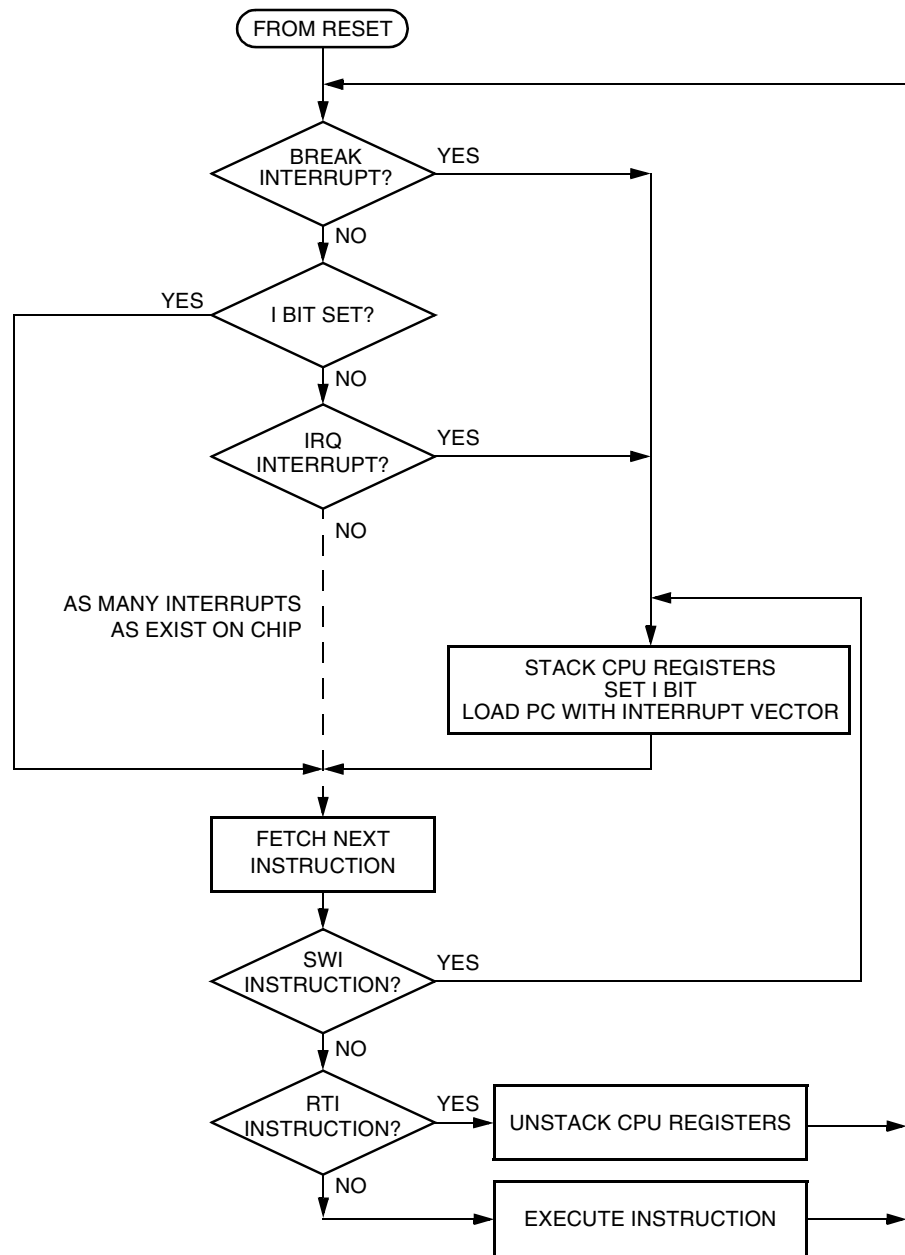 FROM RESET
BREAK
INTERRUPT?
YES
NO
YES
I BIT SET?
NO
IRQ
INTERRUPT?
YES
NO
AS MANY INTERRUPTS
AS EXIST ON CHIP
STACK CPU REGISTERS
SET I BIT
LOAD PC WITH INTERRUPT VECTOR
FETCH NEXT
INSTRUCTION
SWI
INSTRUCTION?
YES
NO
RTI
INSTRUCTION?
YES
UNSTACK CPU REGISTERS
NO
EXECUTE INSTRUCTION